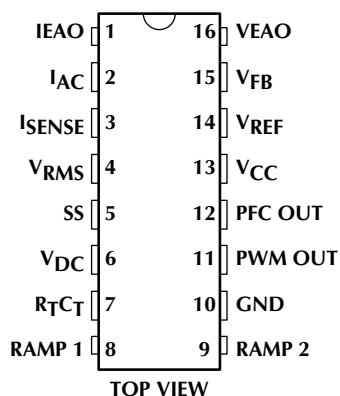 IEAO 1 16 VEAO
IAC 2 15 VFB
ISENSE 3 14 VREF
VRMS 4 13 VCC
SS 5 12 PFC OUT
VDC 6 11 PWM OUT
RTCT 7 10 GND
RAMP 1 8 9 RAMP 2
TOP VIEW